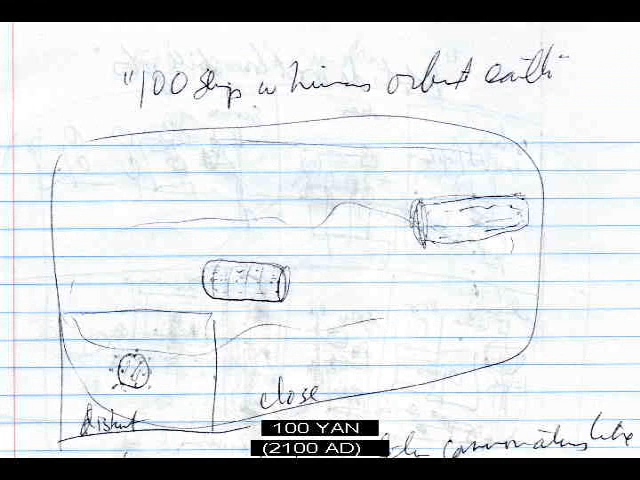 "100 ships w humans orbit earth"
close
distant
100 YAN
(2100 AD)